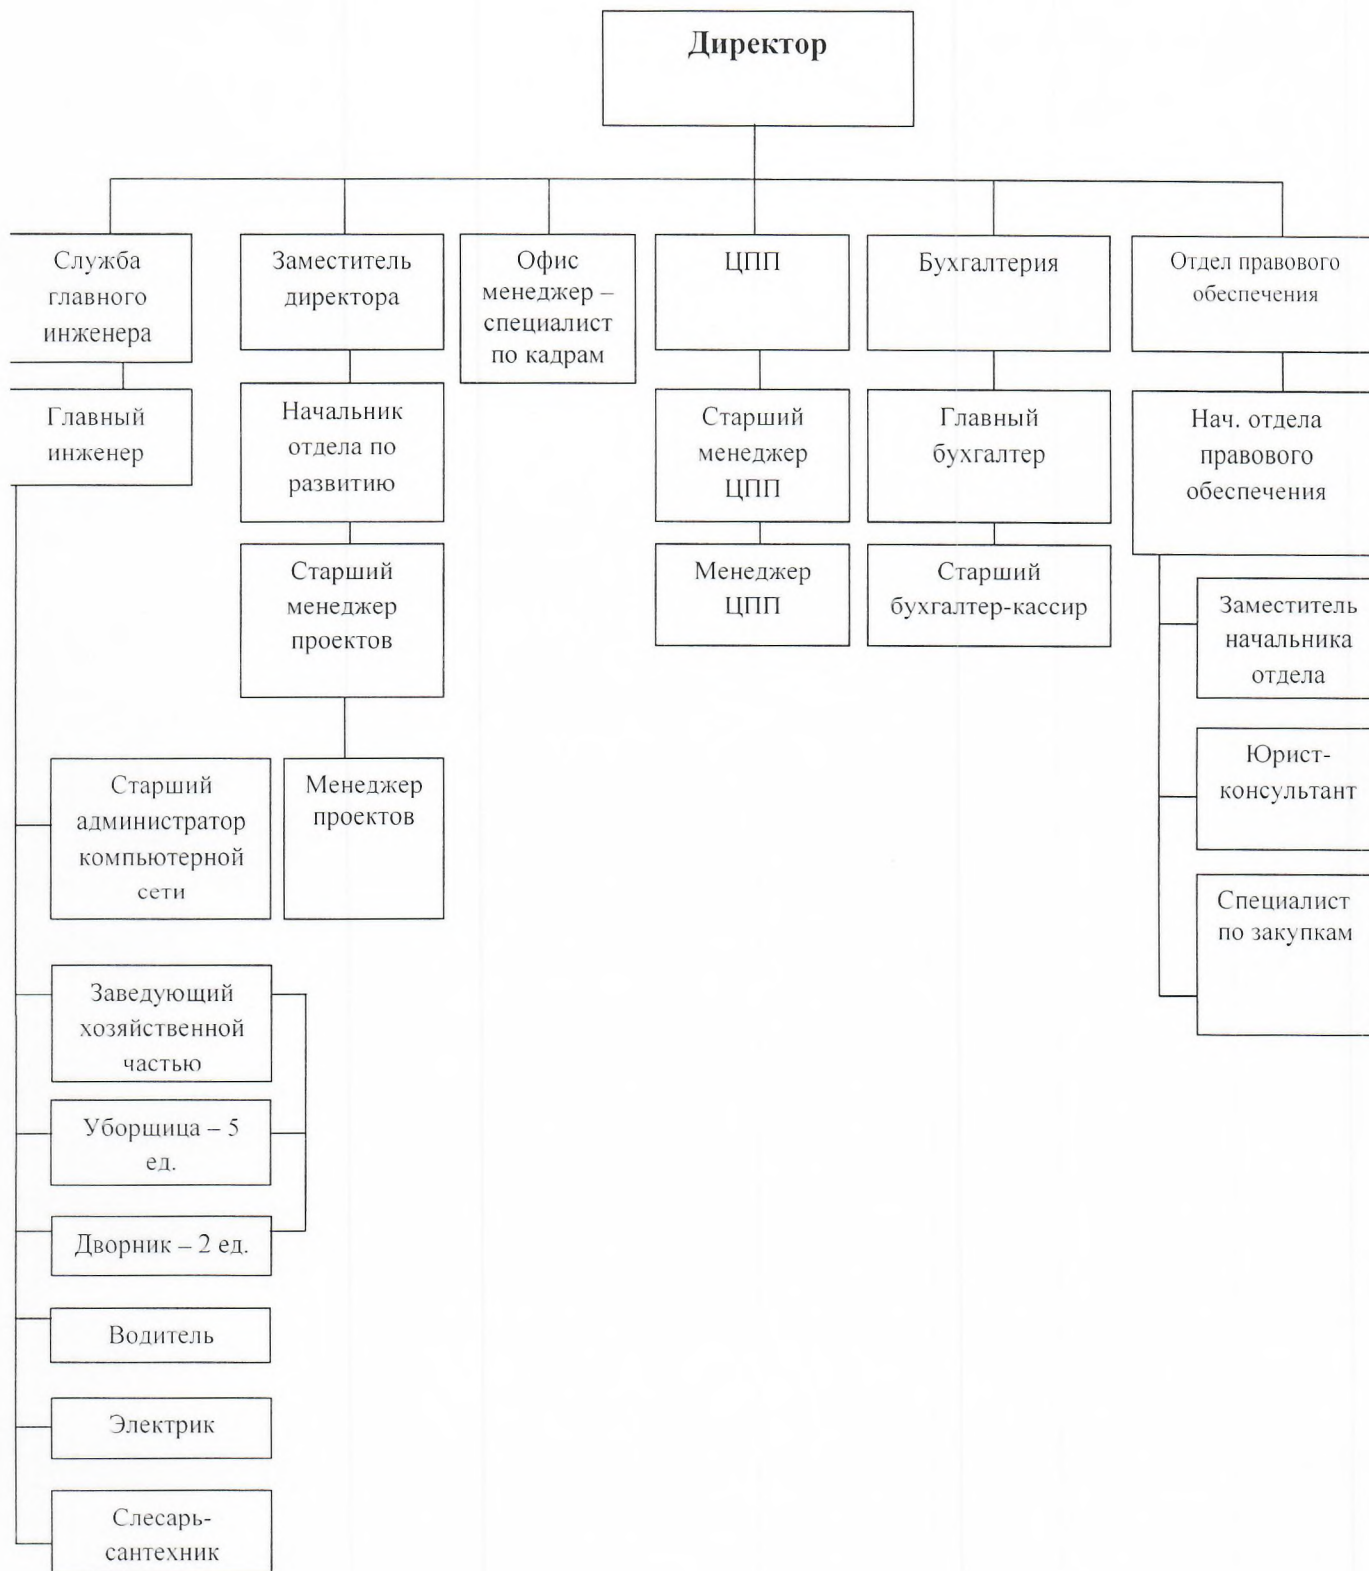 Директор
Служба
главного
инженера
Заместитель
директора
Офис
менеджер –
специалист
по кадрам
ЦПП
Бухгалтерия
Отдел правового
обеспечения
Главный
инженер
Начальник
отдела по
развитию
Старший
менеджер
ЦПП
Главный
бухгалтер
Нач. отдела
правового
обеспечения
Старший
менеджер
проектов
Менеджер
ЦПП
Старший
бухгалтер-кассир
Заместитель
начальника
отдела
Старший
администратор
компьютерной
сети
Менеджер
проектов
Юрист-
консультант
Специалист
по закупкам
Заведующий
хозяйственной
частью
Уборщица – 5
ед.
Дворник – 2 ед.
Водитель
Электрик
Слесарь-
сантехник